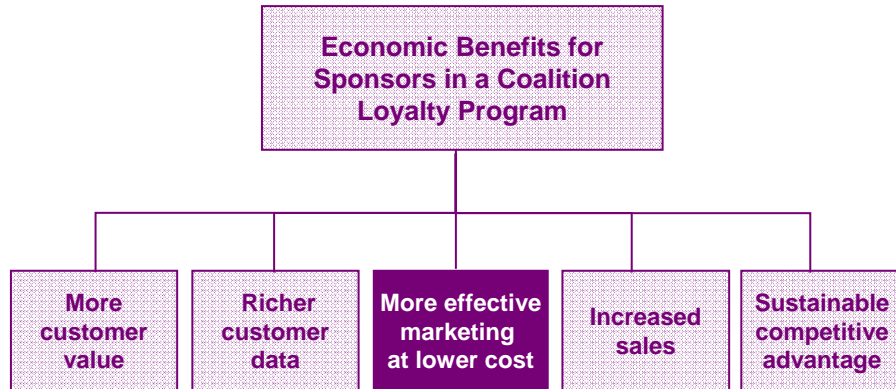 Economic Benefits for
Sponsors in a Coalition
Loyalty Program
More
customer
value
Richer
customer
data
More effective
marketing
at lower cost
Increased
sales
Sustainable
competitive
advantage